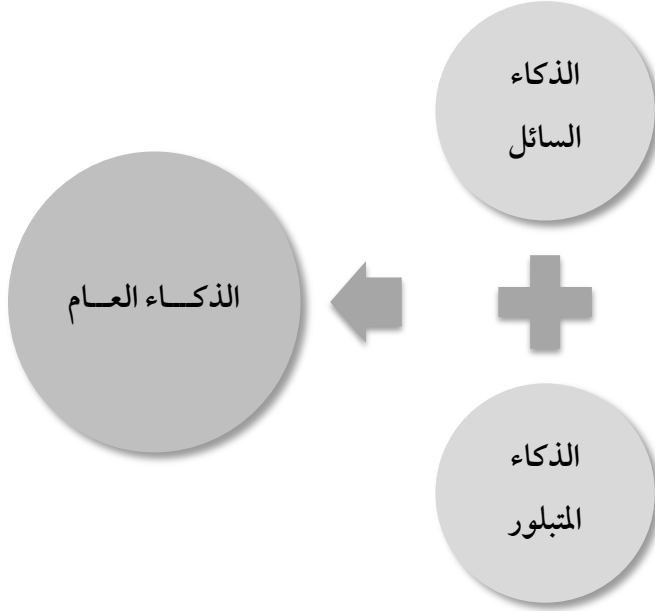 الذكاء
السائل
الذكـــاء العـــام
الذكاء
المتبلور